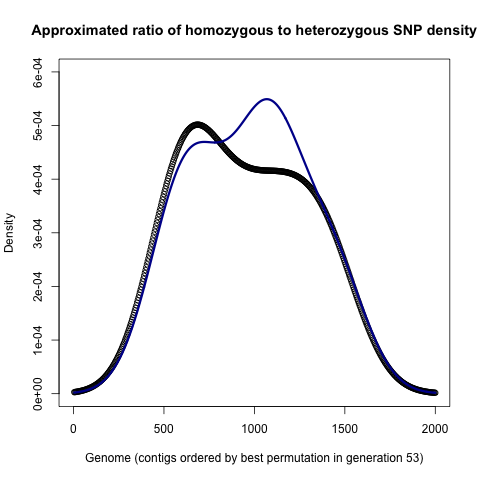 Approximated ratio of homozygous to heterozygous SNP density
6e-04
5e-04
4e-04
3e-04
2e-04
1e-04
0e+00
Density
0 500 1000 1500 2000
Genome (contigs ordered by best permutation in generation 53)